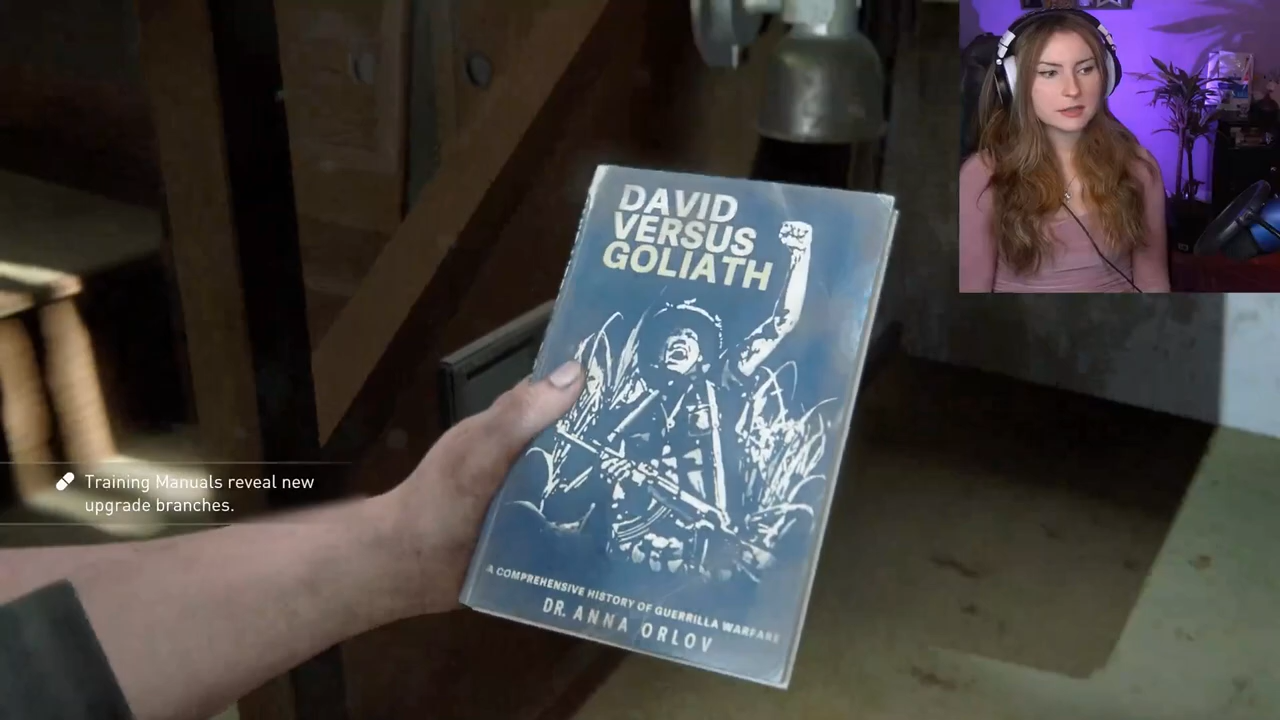 DAVID
VERSUS
GOLIATH
A COMPREHENSIVE HISTORY OF GUERRILLA WARFARE
DR. ANNA ORLOV
Training Manuals reveal new
upgrade branches.